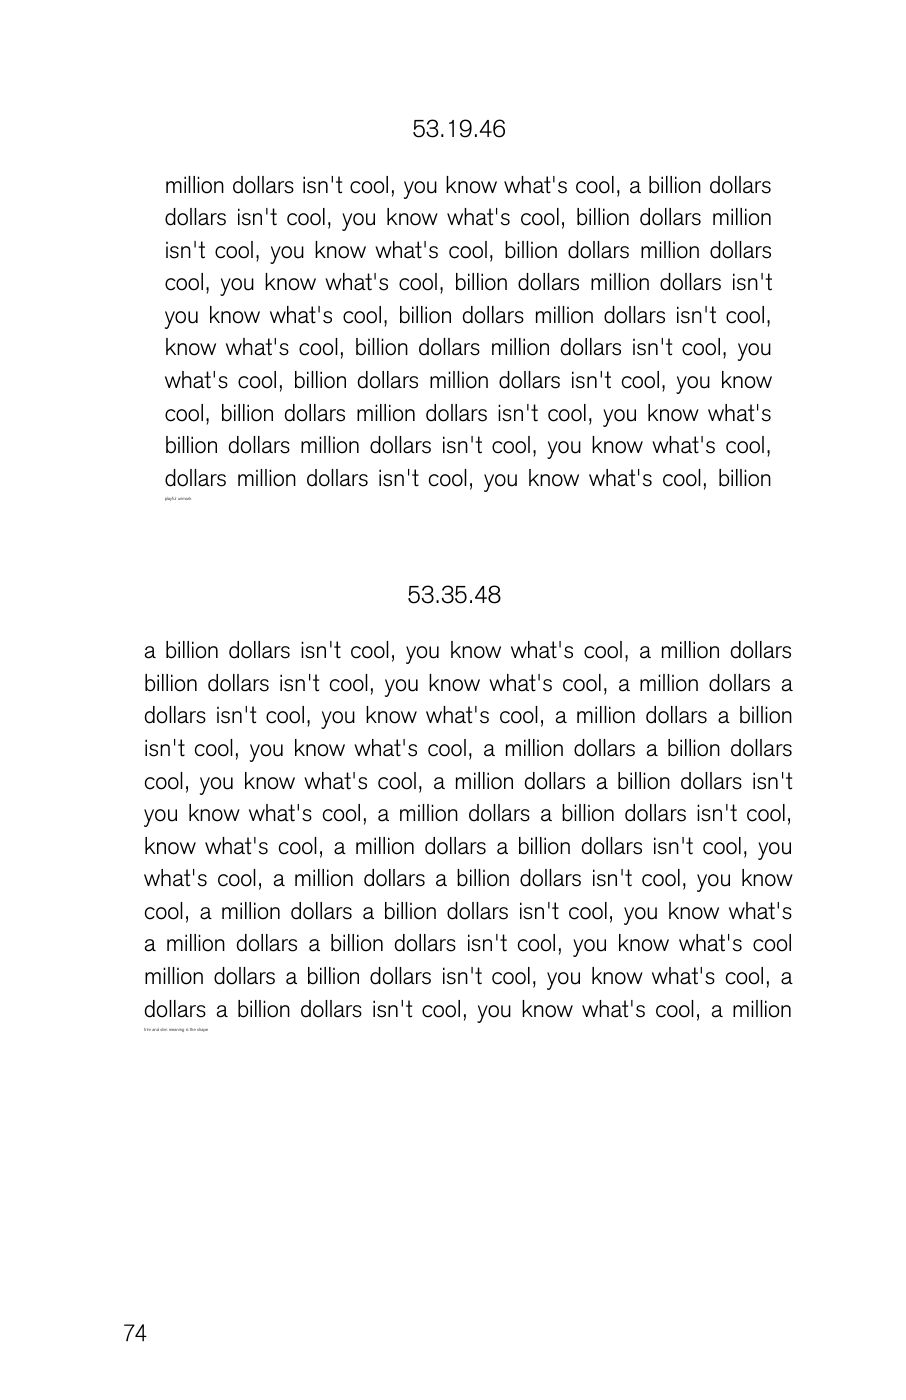 53.19.46
million dollars isn't cool, you know what's cool, a billion dollars
dollars isn't cool, you know what's cool, billion dollars million
isn't cool, you know what's cool, billion dollars million dollars
cool, you know what's cool, billion dollars million dollars isn't
you know what's cool, billion dollars million dollars isn't cool,
know what's cool, billion dollars million dollars isn't cool, you
what's cool, billion dollars million dollars isn't cool, you know
cool, billion dollars million dollars isn't cool, you know what's
billion dollars million dollars isn't cool, you know what's cool,
dollars million dollars isn't cool, you know what's cool, billion
playful
53.35.48
a billion dollars isn't cool, you know what's cool, a million dollars
billion dollars isn't cool, you know what's cool, a million dollars a
dollars isn't cool, you know what's cool, a million dollars a billion
isn't cool, you know what's cool, a million dollars a billion dollars
cool, you know what's cool, a million dollars a billion dollars isn't
you know what's cool, a million dollars a billion dollars isn't cool,
know what's cool, a million dollars a billion dollars isn't cool, you
what's cool, a million dollars a billion dollars isn't cool, you know
cool, a million dollars a billion dollars isn't cool, you know what's
a million dollars a billion dollars isn't cool, you know what's cool
million dollars a billion dollars isn't cool, you know what's cool, a
dollars a billion dollars isn't cool, you know what's cool, a million
meaning is the shape
74